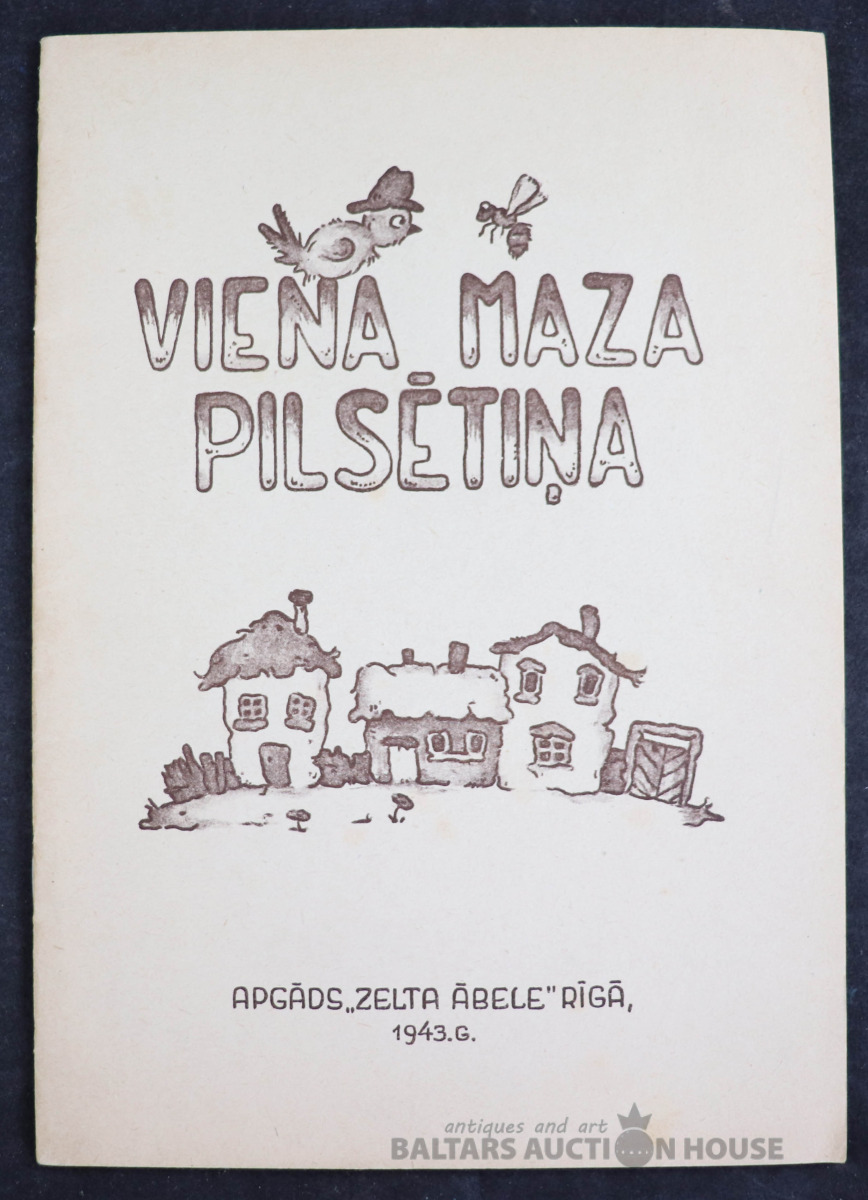 VIENA MAZA
PILSĒTIŅA
APGĀDS „ZELTA ĀBELE" RĪGĀ,
1943.G.
antiques and art
BALTARS AUCTION HOUSE